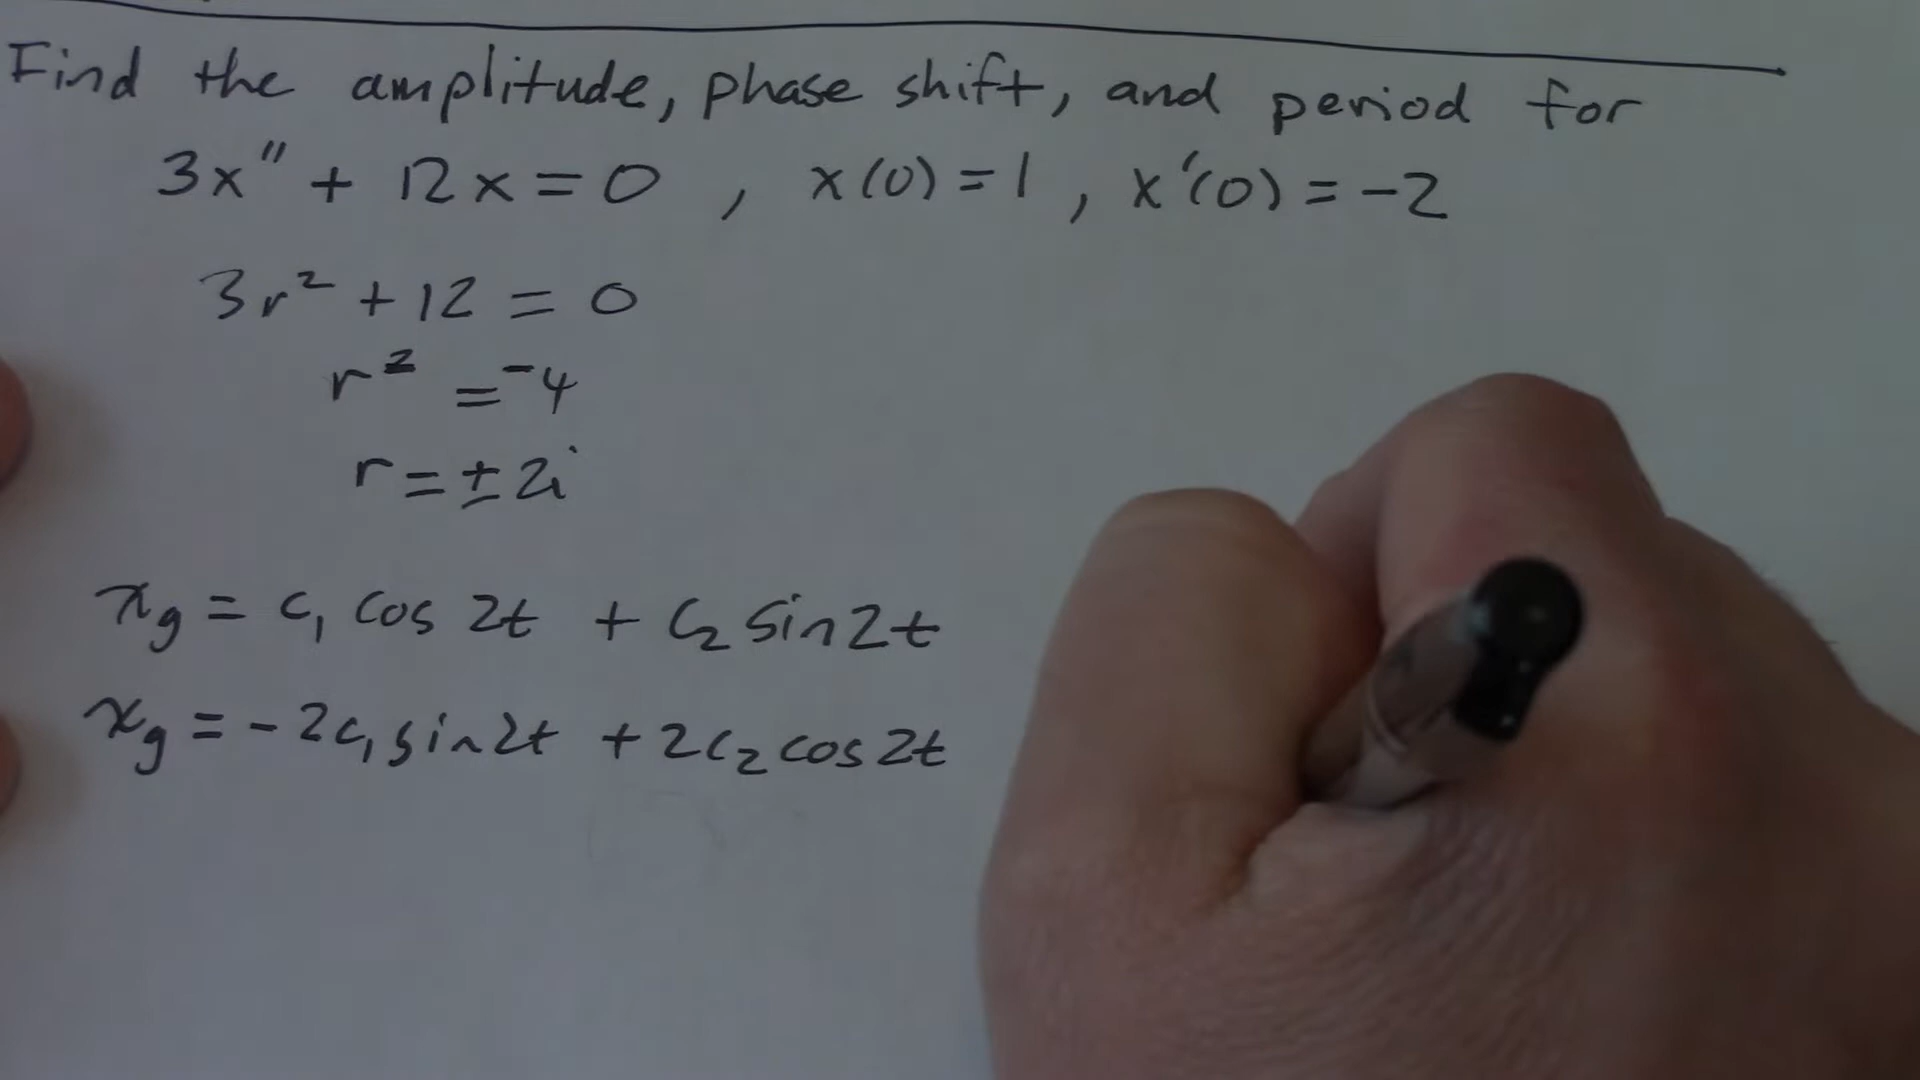 Find the amplitude, phase shift, and period for
3x" + 12x = 0 , x(0) = 1 , x'(0) = -2
3r² + 12 = 0
r² = -4
r = ± 2i
x_g = c₁ cos 2t + c₂ sin 2t
x_g = -2c₁ sin 2t + 2c₂ cos 2t